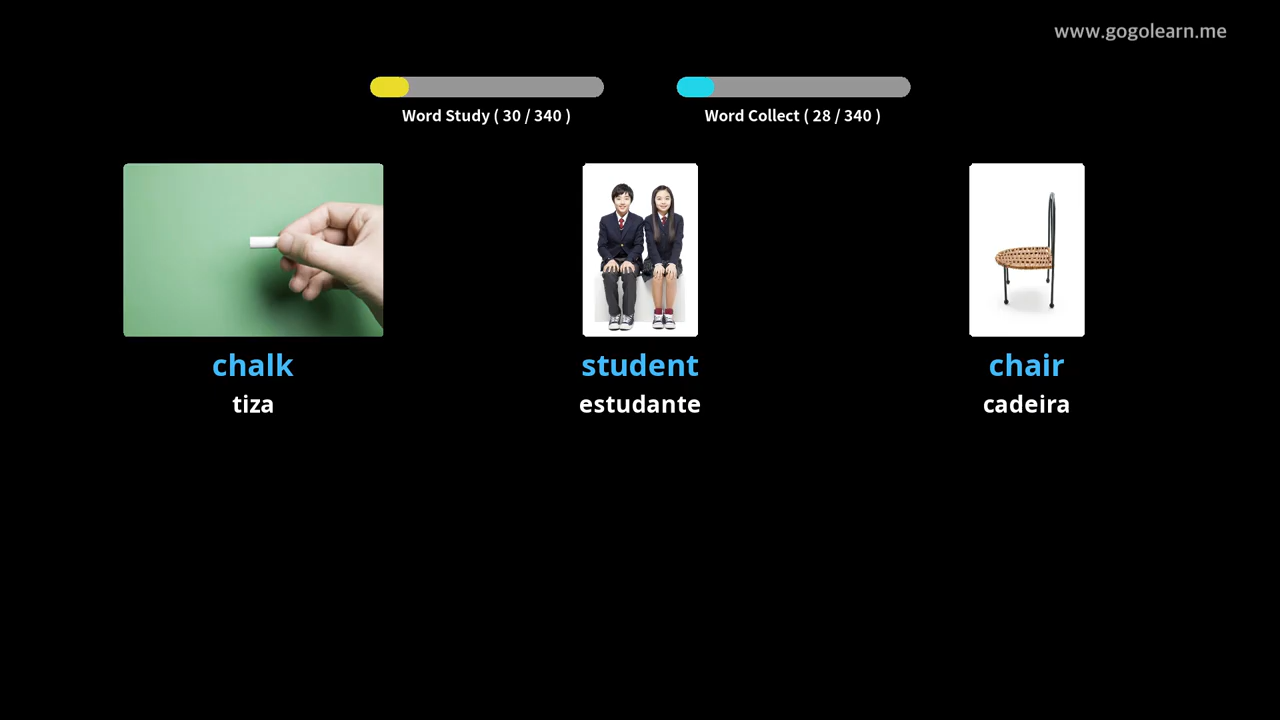 www.gogolearn.me
Word Study ( 30 / 340 )
Word Collect ( 28 / 340 )
chalk
tiza
student
estudante
chair
cadeira